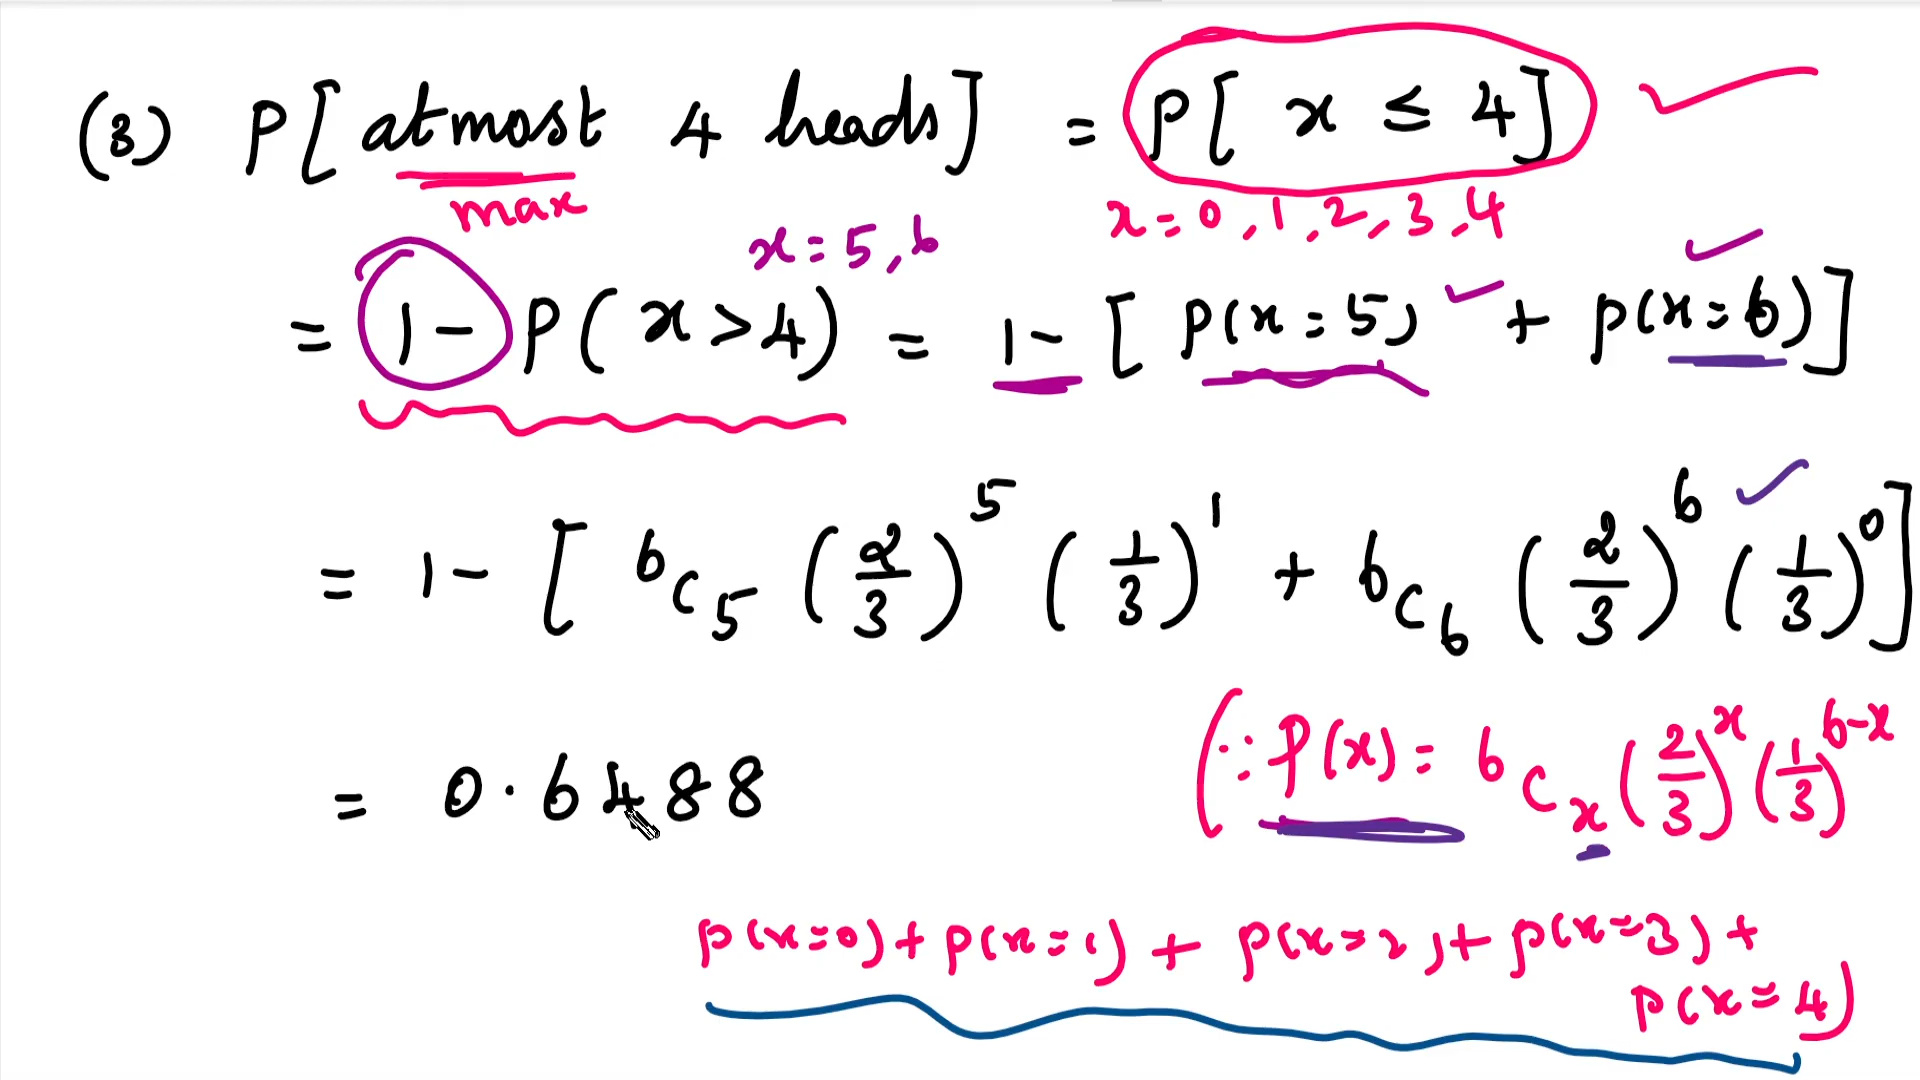 (3) P[atmost 4 heads] = P[x ≤ 4]
max
x = 0, 1, 2, 3, 4
x = 5, 6
= 1 - P(x > 4) = 1 - [P(x = 5) + P(x = 6)]
= 1 - [6C₅ (2/3)⁵ (1/3)¹ + 6C₆ (2/3)⁶ (1/3)⁰]
(∵ P(x) = 6Cₓ (2/3)ˣ (1/3)⁶⁻ˣ
= 0.6488
P(x=0) + P(x=1) + P(x=2) + P(x=3) +
P(x=4)